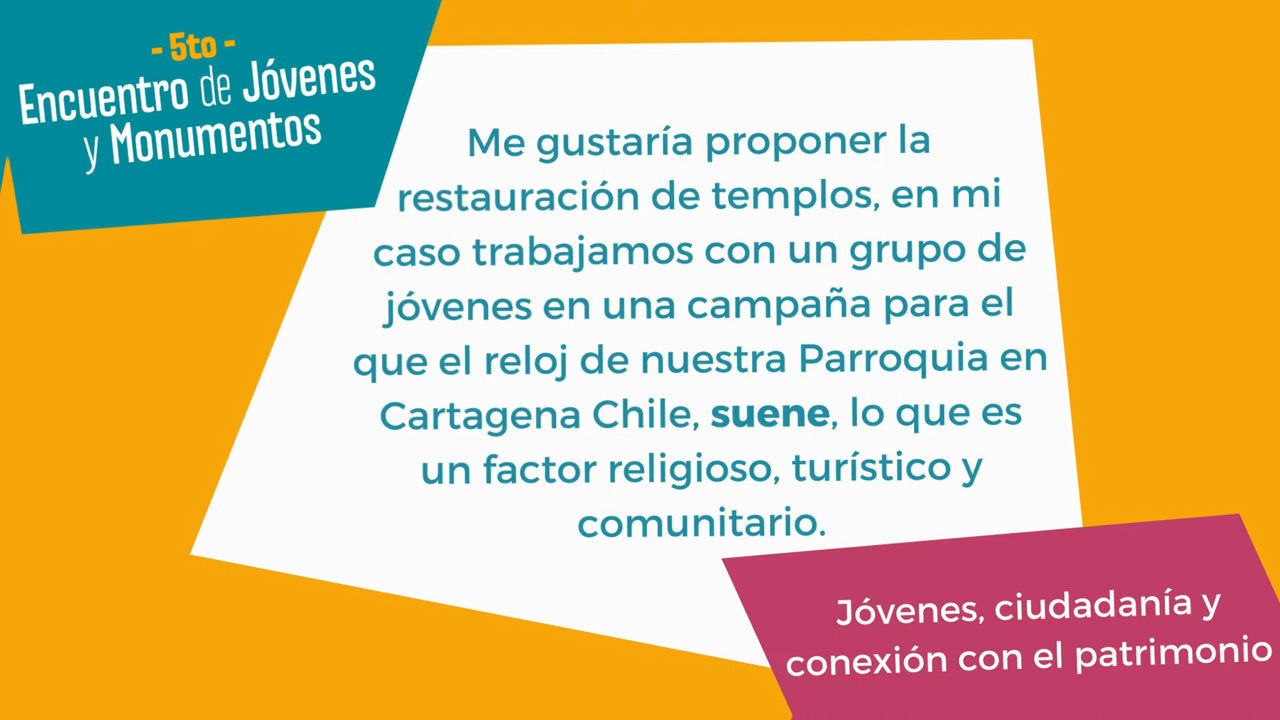 - 5to -
Encuentro de Jóvenes
y Monumentos
Me gustaría proponer la
restauración de templos, en mi
caso trabajamos con un grupo de
jóvenes en una campaña para el
que el reloj de nuestra Parroquia en
Cartagena Chile, suene, lo que es
un factor religioso, turístico y
comunitario.
Jóvenes, ciudadanía y
conexión con el patrimonio